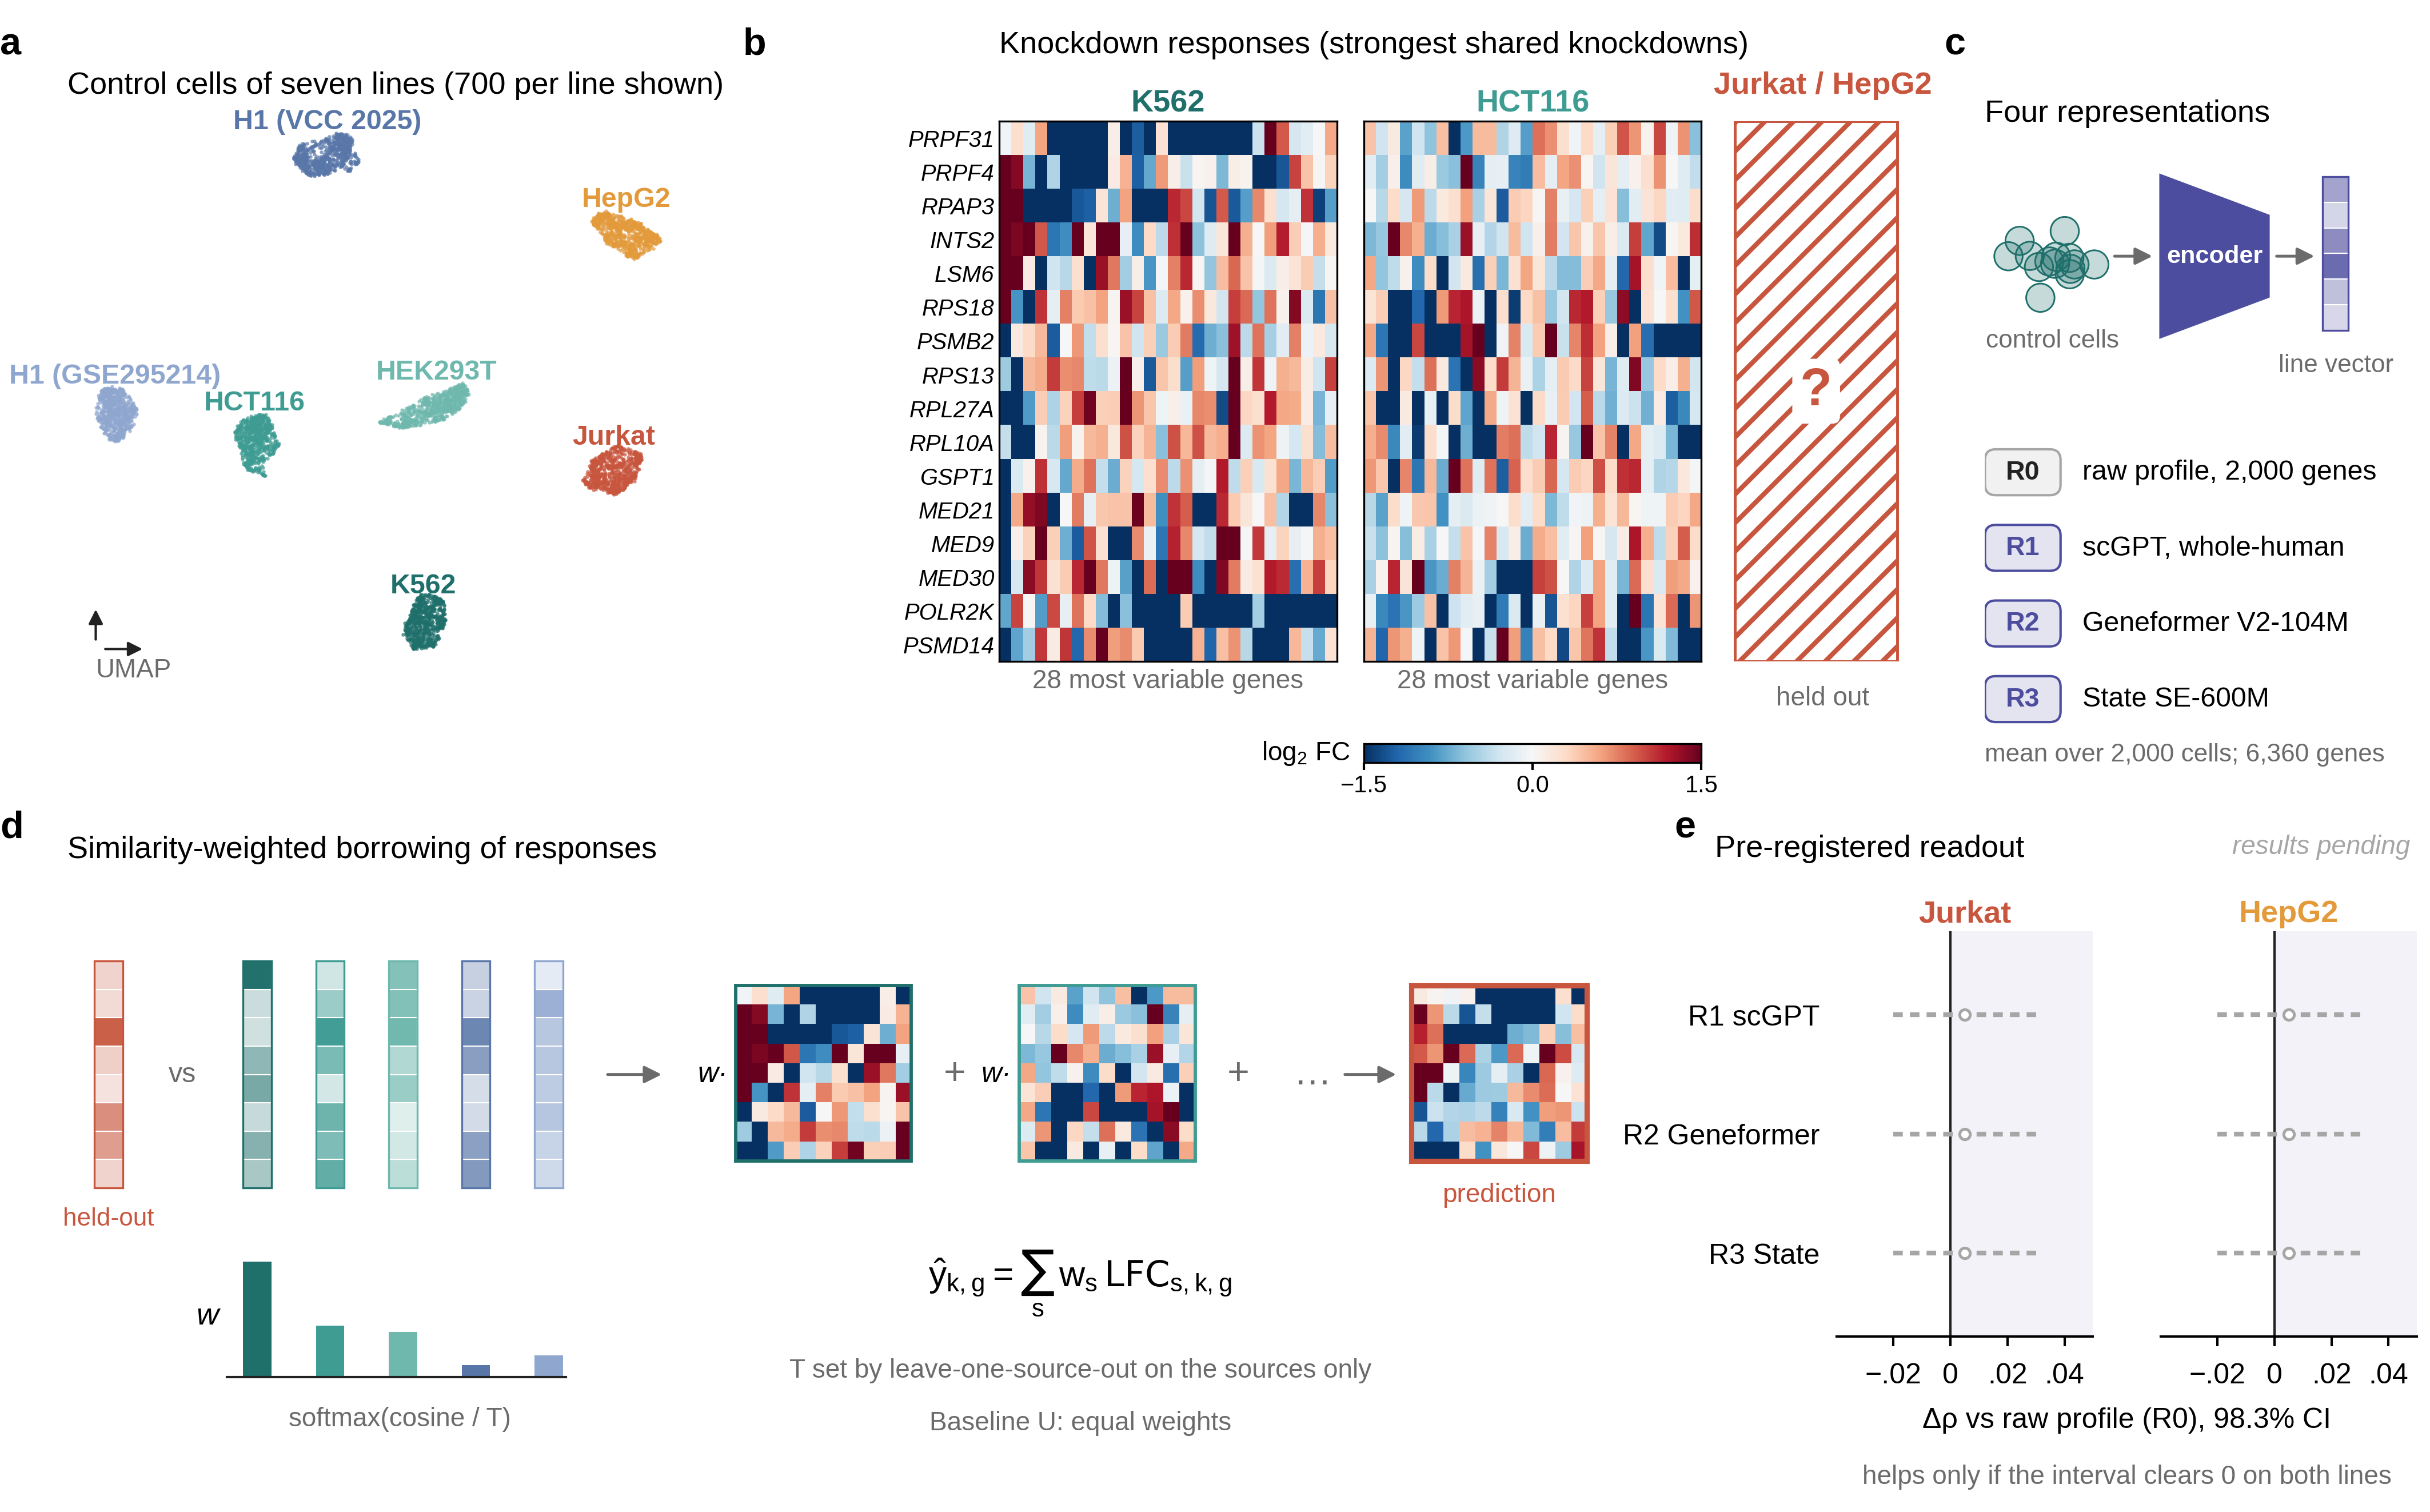 a
Control cells of seven lines (700 per line shown)
H1 (VCC 2025)
HepG2
H1 (GSE295214)
HCT116
HEK293T
Jurkat
K562
UMAP
b
Knockdown responses (strongest shared knockdowns)
K562
HCT116
Jurkat / HepG2
PRPF31
PRPF4
RPAP3
INTS2
LSM6
RPS18
PSMB2
RPS13
RPL27A
RPL10A
GSPT1
MED21
MED9
MED30
POLR2K
PSMD14
?
28 most variable genes
28 most variable genes
held out
log₂ FC
−1.5 0.0 1.5
c
Four representations
encoder
control cells
line vector
R0 raw profile, 2,000 genes
R1 scGPT, whole-human
R2 Geneformer V2-104M
R3 State SE-600M
mean over 2,000 cells; 6,360 genes
d
Similarity-weighted borrowing of responses
vs
held-out
w
softmax(cosine / T)
w· + w· + ...
prediction
ŷk, g = ∑s ws LFCs, k, g
T set by leave-one-source-out on the sources only
Baseline U: equal weights
e
Pre-registered readout
results pending
Jurkat
HepG2
R1 scGPT
R2 Geneformer
R3 State
−.02 0 .02 .04
−.02 0 .02 .04
Δρ vs raw profile (R0), 98.3% CI
helps only if the interval clears 0 on both lines